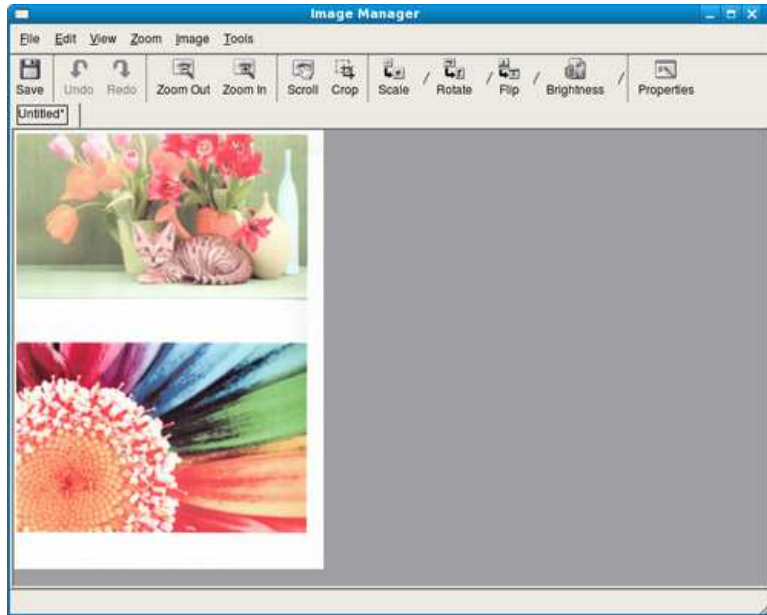 Image Manager
File Edit View Zoom Image Tools
Save Undo Redo Zoom Out Zoom In Scroll Crop Scale / Rotate / Flip / Brightness / Properties
Untitled*